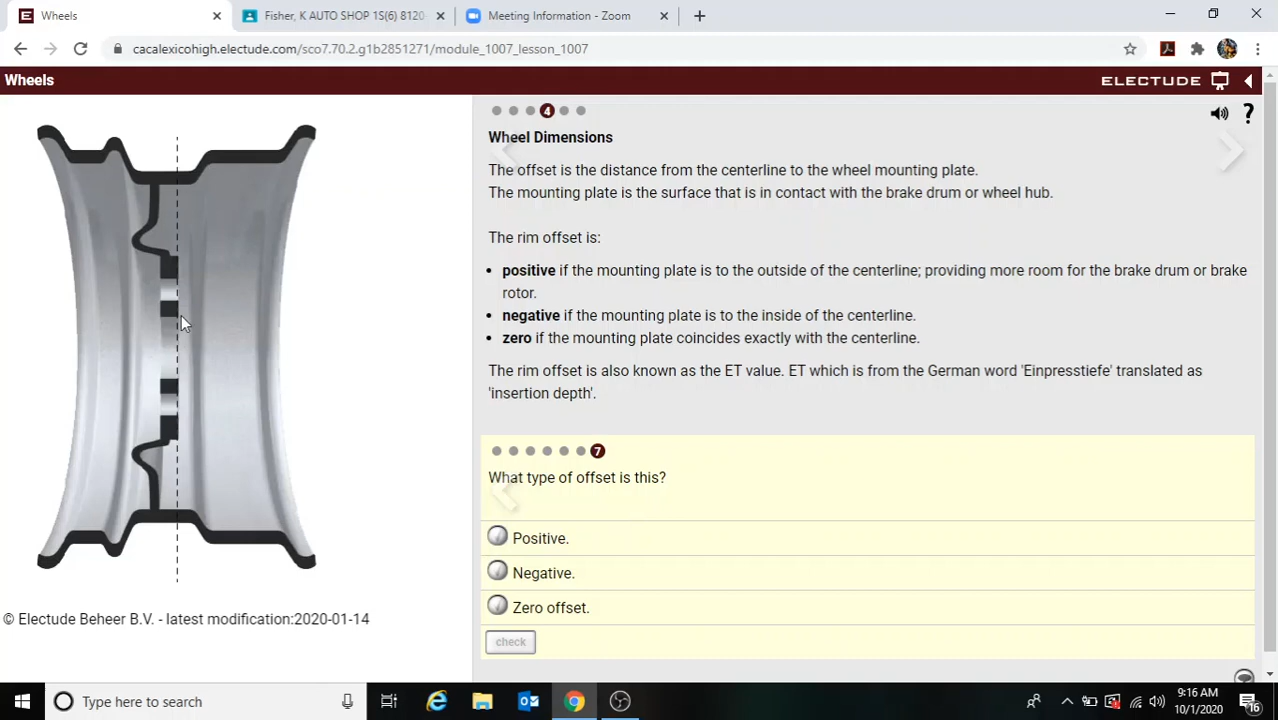 Wheels
Fisher, K AUTO SHOP 1S(6) 8120-
Meeting Information - Zoom
cacalexicohigh.electude.com/sco7.70.2.g1b2851271/module_1007_lesson_1007
Wheels
ELECTUDE
4
?
Wheel Dimensions
The offset is the distance from the centerline to the wheel mounting plate.
The mounting plate is the surface that is in contact with the brake drum or wheel hub.
The rim offset is:
• positive if the mounting plate is to the outside of the centerline; providing more room for the brake drum or brake
rotor.
• negative if the mounting plate is to the inside of the centerline.
• zero if the mounting plate coincides exactly with the centerline.
The rim offset is also known as the ET value. ET which is from the German word 'Einpresstiefe' translated as
'insertion depth'.
7
What type of offset is this?
Positive.
Negative.
Zero offset.
check
© Electude Beheer B.V. - latest modification:2020-01-14
Type here to search
9:16 AM
10/1/2020
16